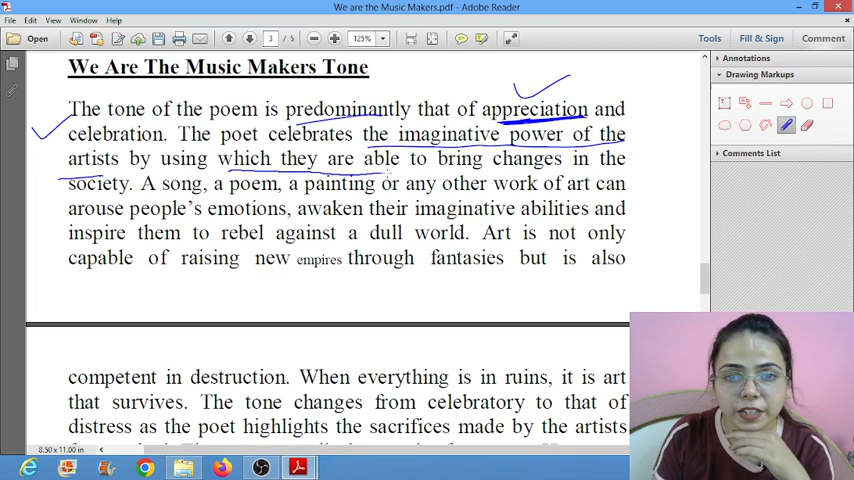 We are the Music Makers.pdf - Adobe Reader
File Edit View Window Help
Open 3 / 5 125% Tools Fill & Sign Comment
Annotations
Drawing Markups
Comments List
We Are The Music Makers Tone
The tone of the poem is predominantly that of appreciation and
celebration. The poet celebrates the imaginative power of the
artists by using which they are able to bring changes in the
society. A song, a poem, a painting or any other work of art can
arouse people's emotions, awaken their imaginative abilities and
inspire them to rebel against a dull world. Art is not only
capable of raising new empires through fantasies but is also
competent in destruction. When everything is in ruins, it is art
that survives. The tone changes from celebratory to that of
distress as the poet highlights the sacrifices made by the artists
8.50 x 11.00 in